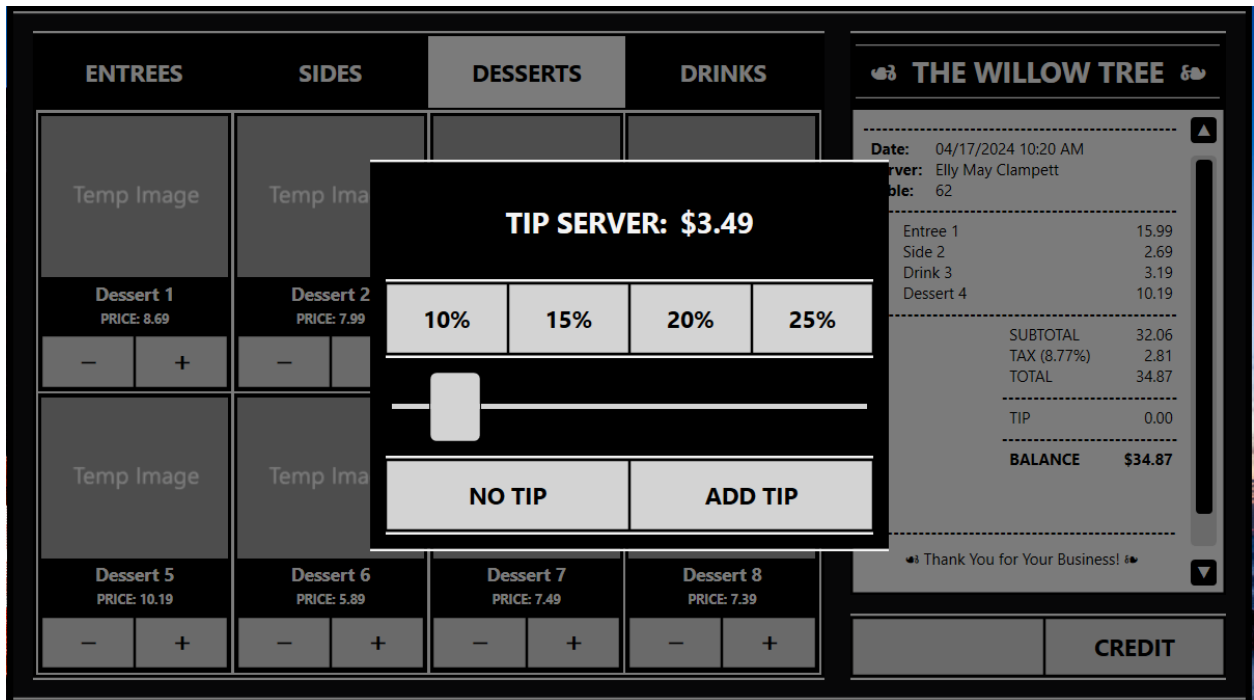 ENTREES SIDES DESSERTS DRINKS
Temp Image Temp Ima
Dessert 1 Dessert 2
PRICE: 8.69 PRICE: 7.99
− + −
Temp Image Temp Ima
Dessert 5 Dessert 6 Dessert 7 Dessert 8
PRICE: 10.19 PRICE: 5.89 PRICE: 7.49 PRICE: 7.39
− + − + − + − +
TIP SERVER: $3.49
10% 15% 20% 25%
NO TIP ADD TIP
THE WILLOW TREE
Date: 04/17/2024 10:20 AM
rver: Elly May Clampett
ble: 62
Entree 1 15.99
Side 2 2.69
Drink 3 3.19
Dessert 4 10.19
SUBTOTAL 32.06
TAX (8.77%) 2.81
TOTAL 34.87
TIP 0.00
BALANCE $34.87
Thank You for Your Business!
CREDIT